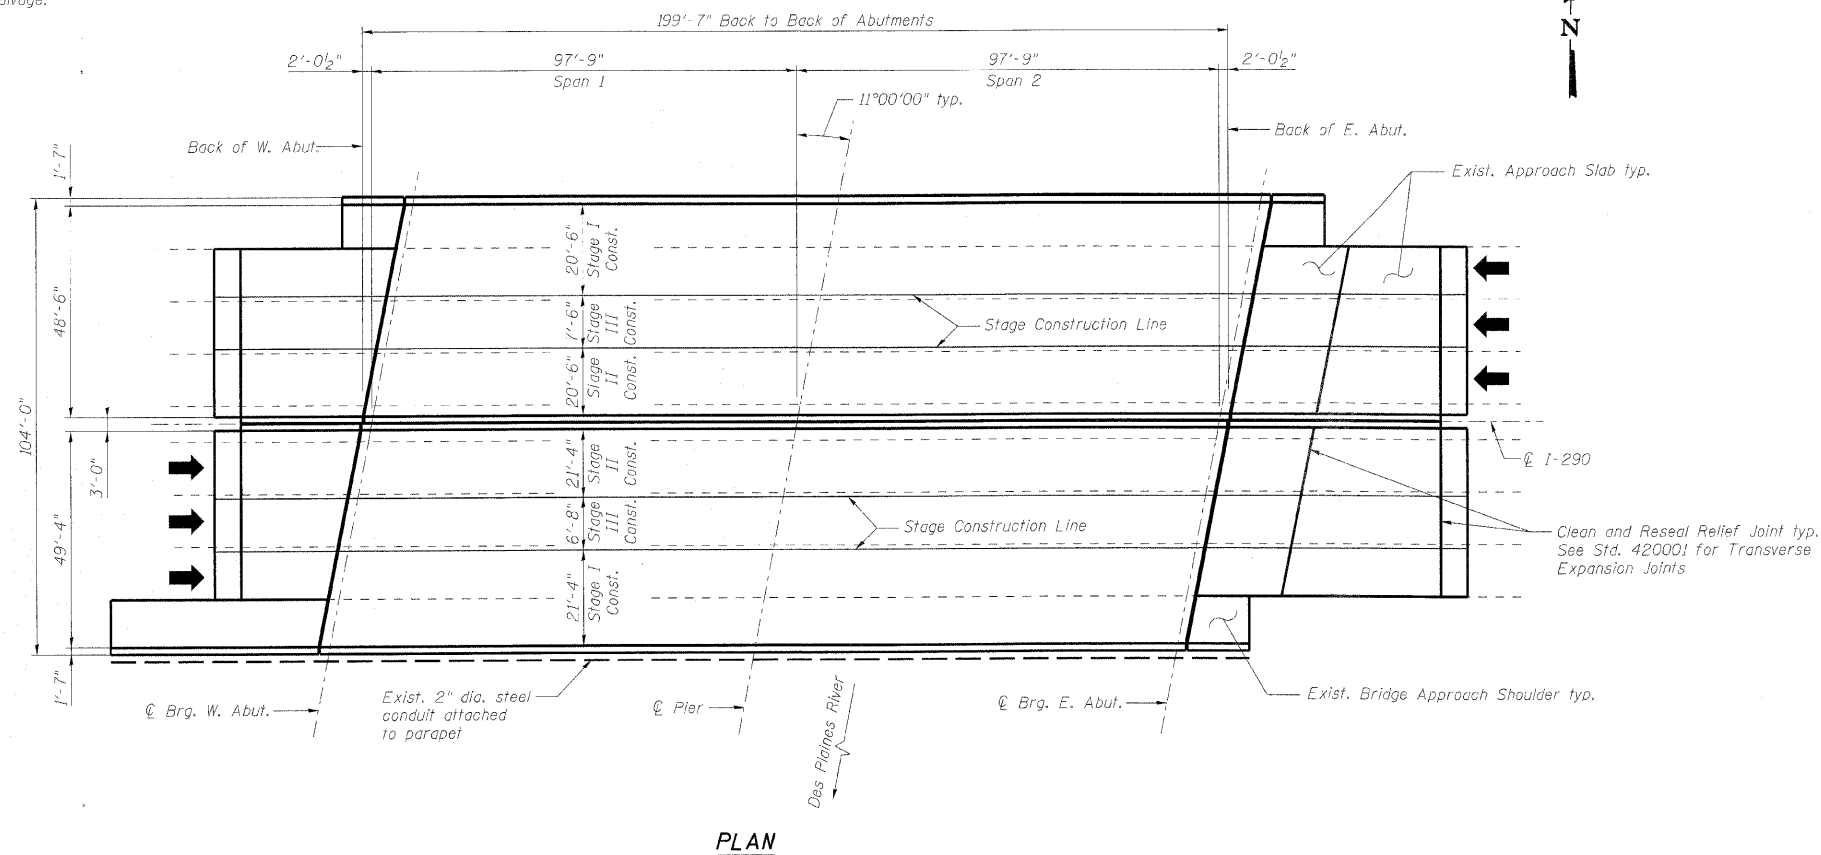 199'-7" Back to Back of Abutments
N
2'-0½"
97'-9"
Span 1
97'-9"
Span 2
2'-0½"
11°00'00" typ.
Back of W. Abut.
Back of E. Abut.
Exist. Approach Slab typ.
1'-7"
48'-6"
104'-0"
3'-0"
49'-4"
1'-7"
20'-6"
Stage I
Const.
7'-6"
Stage
III
Const.
20'-6"
Stage
II
Const.
Stage Construction Line
℄ I-290
21'-4"
Stage
II
Const.
6'-8"
Stage
III
Const.
21'-4"
Stage I
Const.
Stage Construction Line
Clean and Reseal Relief Joint typ.
See Std. 420001 for Transverse
Expansion Joints
℄ Brg. W. Abut.
Exist. 2" dia. steel
conduit attached
to parapet
℄ Pier
Des Plaines River
℄ Brg. E. Abut.
Exist. Bridge Approach Shoulder typ.
PLAN